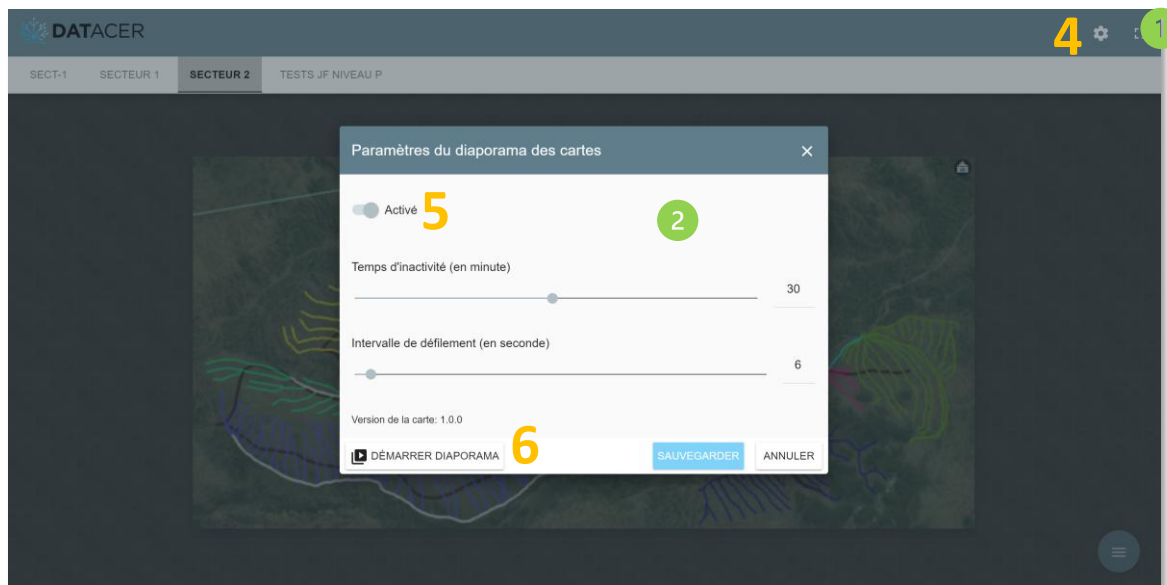 DATACER
4
1
SECT-1 SECTEUR 1 SECTEUR 2 TESTS JF NIVEAU P
Paramètres du diaporama des cartes
Activé 5
2
Temps d'inactivité (en minute)
30
Intervalle de défilement (en seconde)
6
Version de la carte: 1.0.0
DÉMARRER DIAPORAMA 6 SAUVEGARDER ANNULER